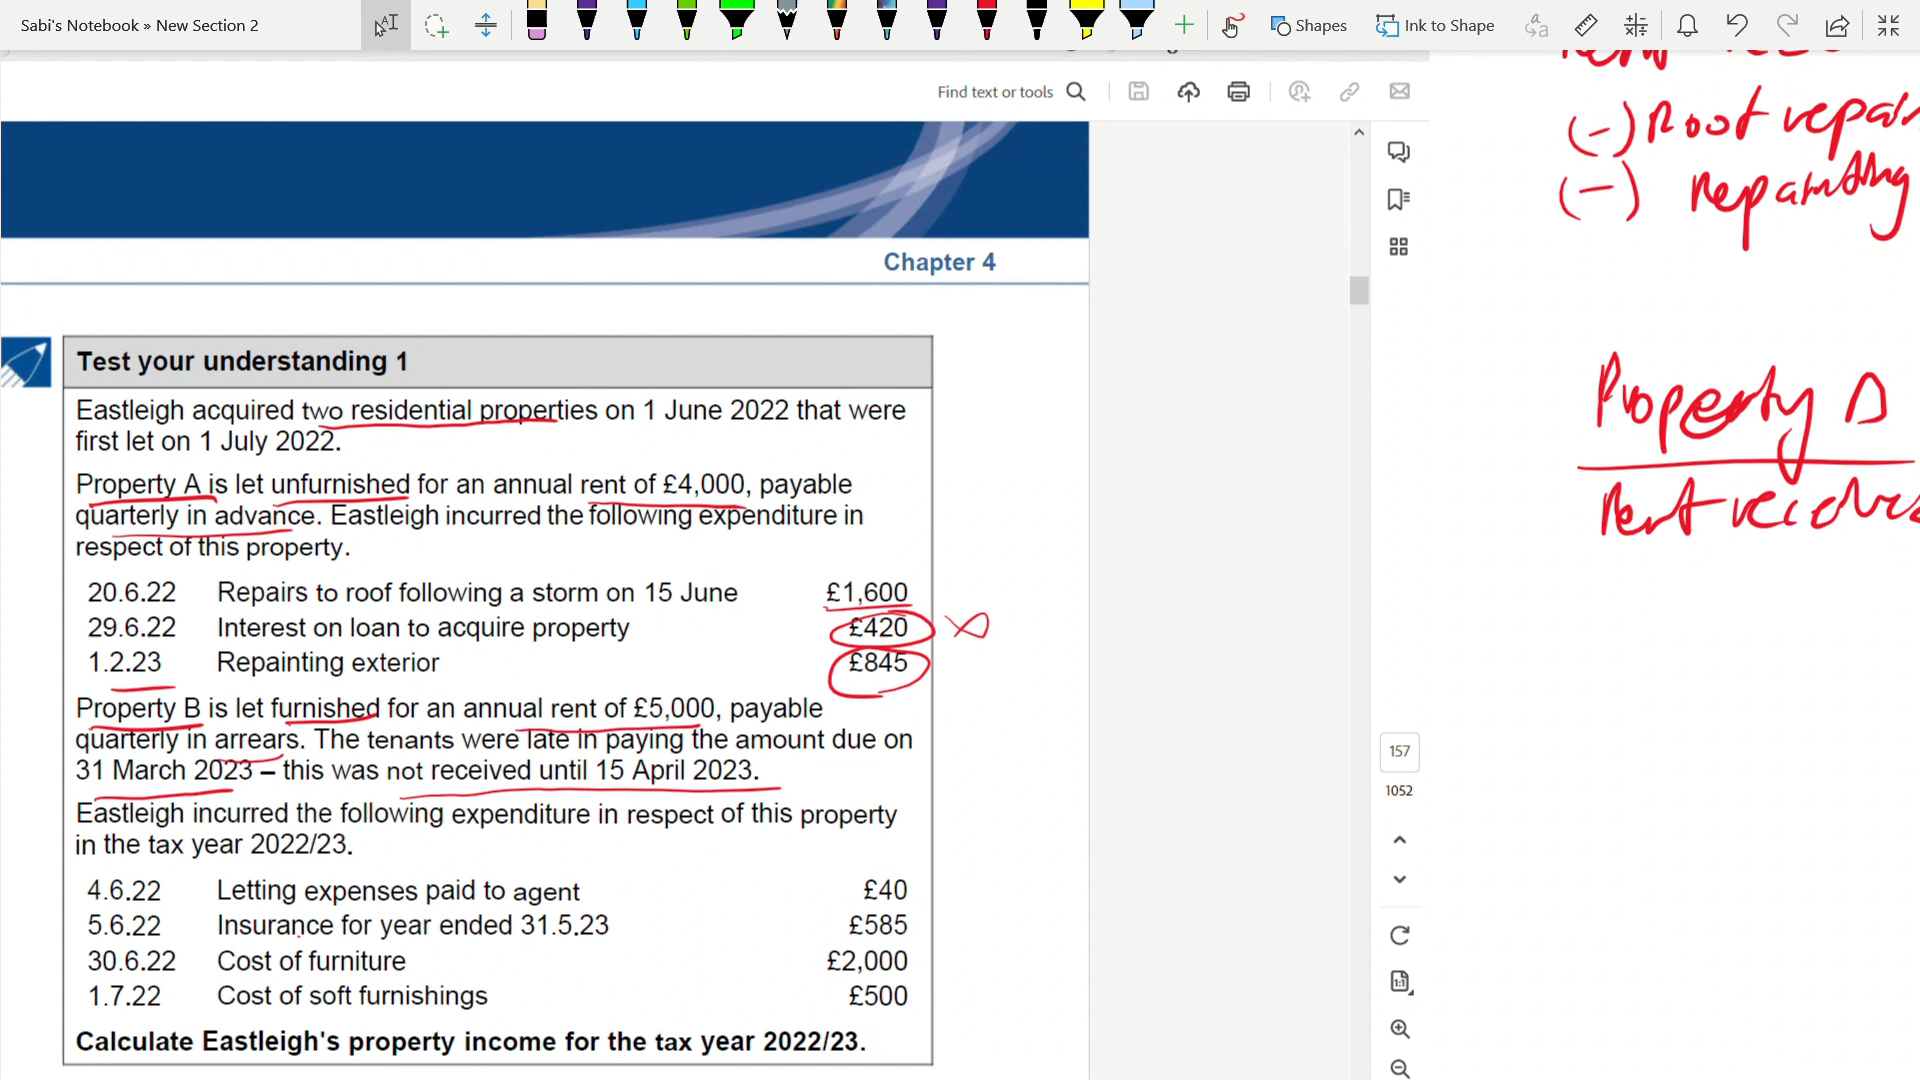 Sabi's Notebook » New Section 2
Shapes
Ink to Shape
Find text or tools
Chapter 4
Test your understanding 1
Eastleigh acquired two residential properties on 1 June 2022 that were
first let on 1 July 2022.
Property A is let unfurnished for an annual rent of £4,000, payable
quarterly in advance. Eastleigh incurred the following expenditure in
respect of this property.
20.6.22 Repairs to roof following a storm on 15 June £1,600
29.6.22 Interest on loan to acquire property £420
1.2.23 Repainting exterior £845
Property B is let furnished for an annual rent of £5,000, payable
quarterly in arrears. The tenants were late in paying the amount due on
31 March 2023 – this was not received until 15 April 2023.
Eastleigh incurred the following expenditure in respect of this property
in the tax year 2022/23.
4.6.22 Letting expenses paid to agent £40
5.6.22 Insurance for year ended 31.5.23 £585
30.6.22 Cost of furniture £2,000
1.7.22 Cost of soft furnishings £500
Calculate Eastleigh's property income for the tax year 2022/23.
157
1052
(-) Roof repair
(-) Repainting
Property
Rent